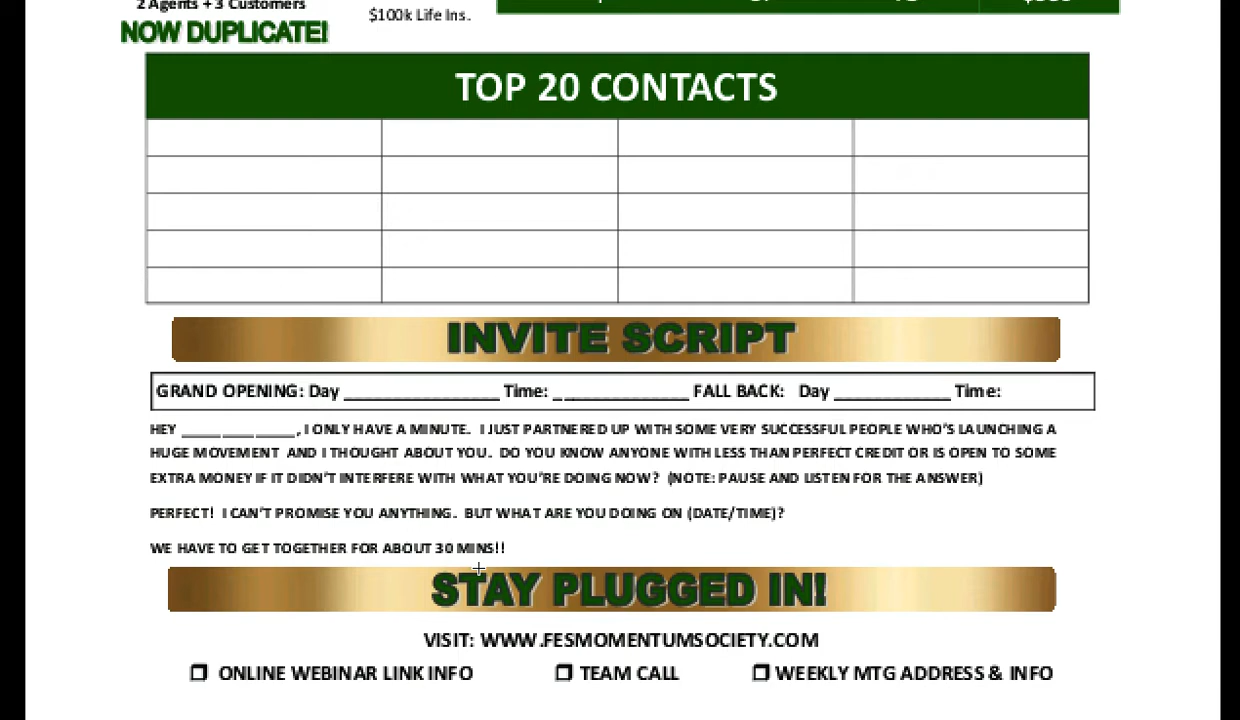 2 Agents + 3 Customers
$100k Life Ins.
NOW DUPLICATE!
TOP 20 CONTACTS
INVITE SCRIPT
GRAND OPENING: Day ________________ Time: ______________ FALL BACK: Day ____________ Time:
HEY ______________, I ONLY HAVE A MINUTE. I JUST PARTNERED UP WITH SOME VERY SUCCESSFUL PEOPLE WHO'S LAUNCHING A
HUGE MOVEMENT AND I THOUGHT ABOUT YOU. DO YOU KNOW ANYONE WITH LESS THAN PERFECT CREDIT OR IS OPEN TO SOME
EXTRA MONEY IF IT DIDN'T INTERFERE WITH WHAT YOU'RE DOING NOW? (NOTE: PAUSE AND LISTEN FOR THE ANSWER)
PERFECT! I CAN'T PROMISE YOU ANYTHING. BUT WHAT ARE YOU DOING ON (DATE/TIME)?
WE HAVE TO GET TOGETHER FOR ABOUT 30 MINS!!
STAY PLUGGED IN!
VISIT: WWW.FESMOMENTUMSOCIETY.COM
❒ ONLINE WEBINAR LINK INFO ❒ TEAM CALL ❒ WEEKLY MTG ADDRESS & INFO